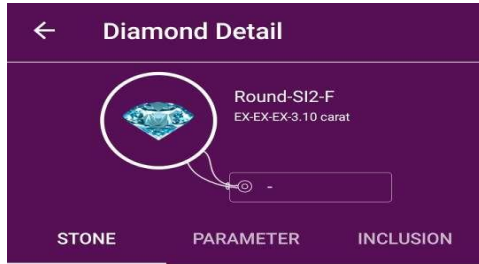 Diamond Detail
Round-SI2-F
EX-EX-EX-3.10 carat
-
STONE PARAMETER INCLUSION